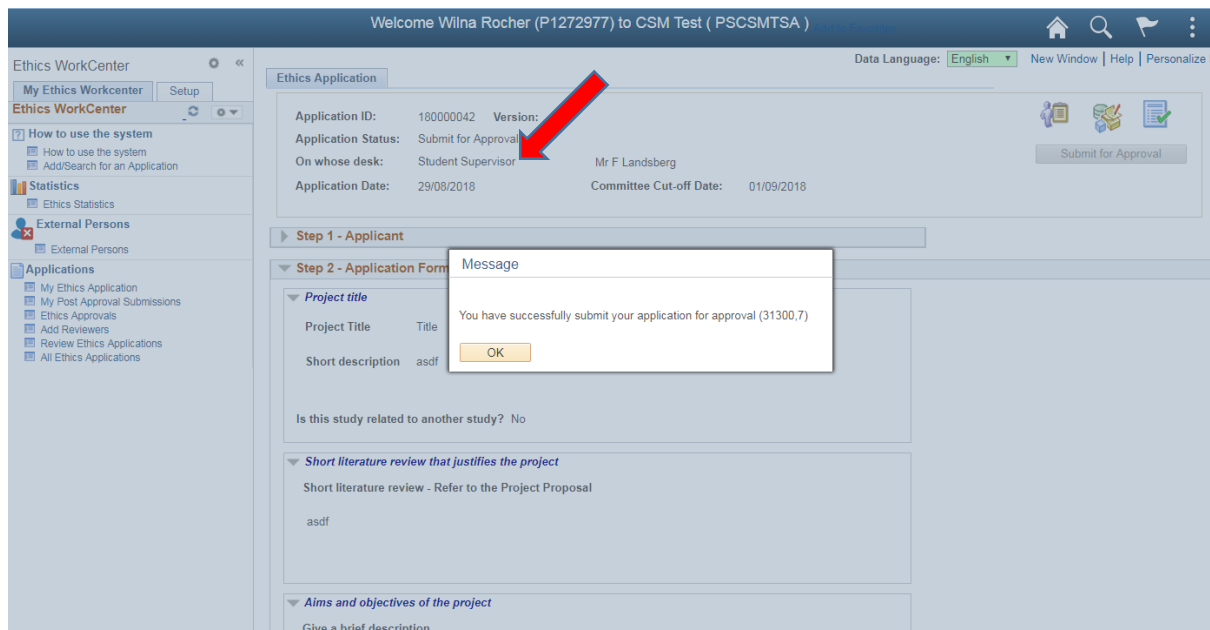 Welcome Wilna Rocher (P1272977) to CSM Test ( PSCSMTSA )
Ethics WorkCenter
Data Language: English New Window | Help | Personalize
My Ethics Workcenter Setup
Ethics WorkCenter
How to use the system
How to use the system
Add/Search for an Application
Statistics
Ethics Statistics
External Persons
External Persons
Applications
My Ethics Application
My Post Approval Submissions
Ethics Approvals
Add Reviewers
Review Ethics Applications
All Ethics Applications
Ethics Application
Application ID: 180000042 Version:
Application Status: Submit for Approval
On whose desk: Student Supervisor Mr F Landsberg
Application Date: 29/08/2018 Committee Cut-off Date: 01/09/2018
Submit for Approval
Step 1 - Applicant
Step 2 - Application Form
Message
You have successfully submit your application for approval (31300,7)
OK
Project title
Project Title Title
Short description asdf
Is this study related to another study? No
Short literature review that justifies the project
Short literature review - Refer to the Project Proposal
asdf
Aims and objectives of the project
Give a brief description